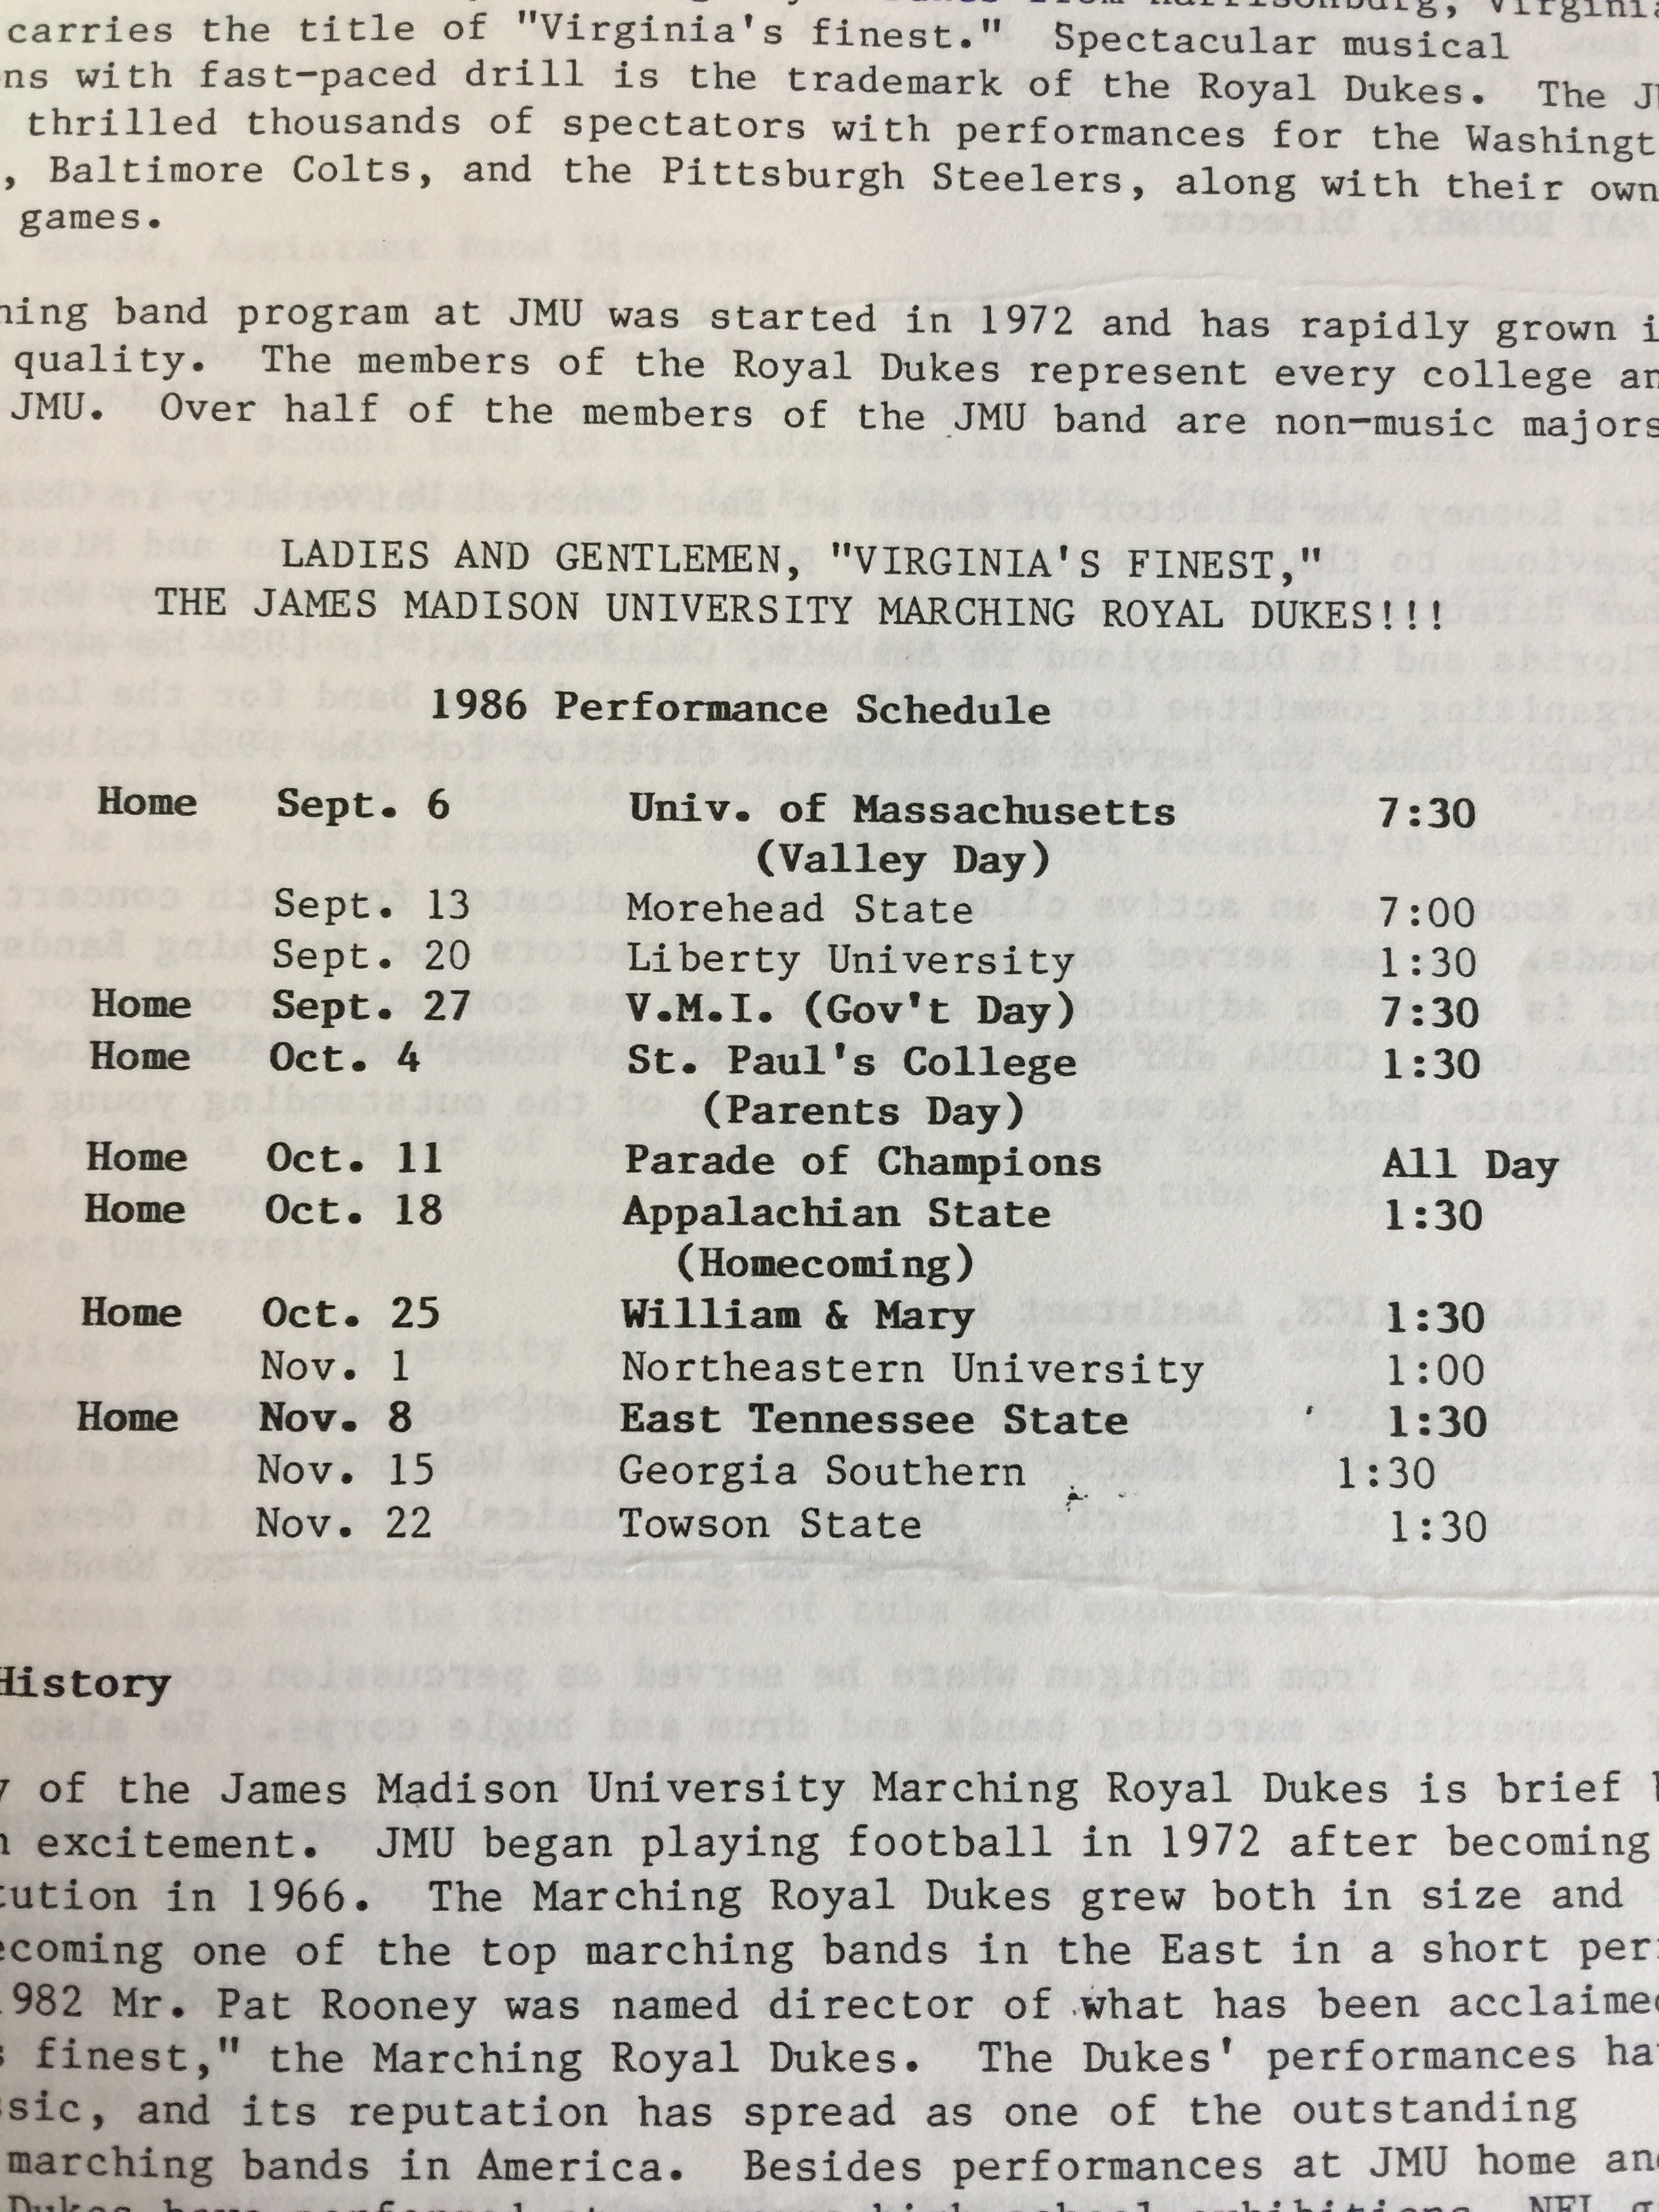 carries the title of "Virginia's finest." Spectacular musical
with fast-paced drill is the trademark of the Royal Dukes. The
thrilled thousands of spectators with performances for the
, Baltimore Colts, and the Pittsburgh Steelers, along with their own
games.
band program at JMU was started in 1972 and has rapidly grown
quality. The members of the Royal Dukes represent every college
JMU. Over half of the members of the JMU band are non-music majors
LADIES AND GENTLEMEN, "VIRGINIA'S FINEST,"
THE JAMES MADISON UNIVERSITY MARCHING ROYAL DUKES!!!
1986 Performance Schedule
Home Sept. 6 Univ. of Massachusetts 7:30
(Valley Day)
Sept. 13 Morehead State 7:00
Sept. 20 Liberty University 1:30
Home Sept. 27 V.M.I. (Gov't Day) 7:30
Home Oct. 4 St. Paul's College 1:30
(Parents Day)
Home Oct. 11 Parade of Champions All Day
Home Oct. 18 Appalachian State 1:30
(Homecoming)
Home Oct. 25 William & Mary 1:30
Nov. 1 Northeastern University 1:00
Home Nov. 8 East Tennessee State 1:30
Nov. 15 Georgia Southern 1:30
Nov. 22 Towson State 1:30
History
of the James Madison University Marching Royal Dukes is brief
excitement. JMU began playing football in 1972 after becoming
in 1966. The Marching Royal Dukes grew both in size and
one of the top marching bands in the East in a short
1982 Mr. Pat Rooney was named director of what has been acclaimed
finest," the Marching Royal Dukes. The Dukes' performances
and its reputation has spread as one of the outstanding
marching bands in America. Besides performances at JMU home